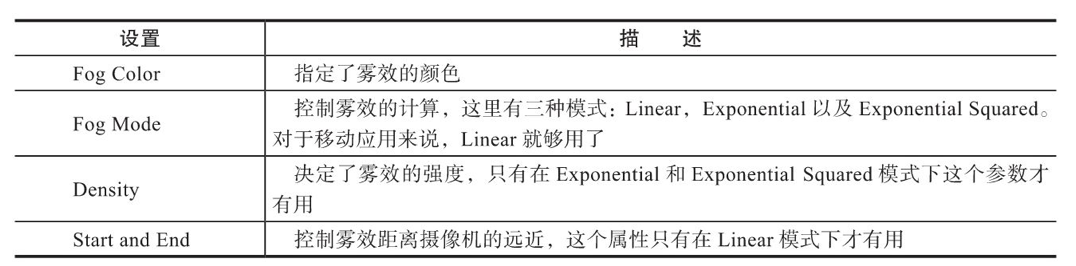 设置 描 述
Fog Color 指定了雾效的颜色
Fog Mode 控制雾效的计算，这里有三种模式：Linear，Exponential 以及 Exponential Squared。
对于移动应用来说，Linear 就够用了
Density 决定了雾效的强度，只有在 Exponential 和 Exponential Squared 模式下这个参数才
有用
Start and End 控制雾效距离摄像机的远近，这个属性只有在 Linear 模式下才有用